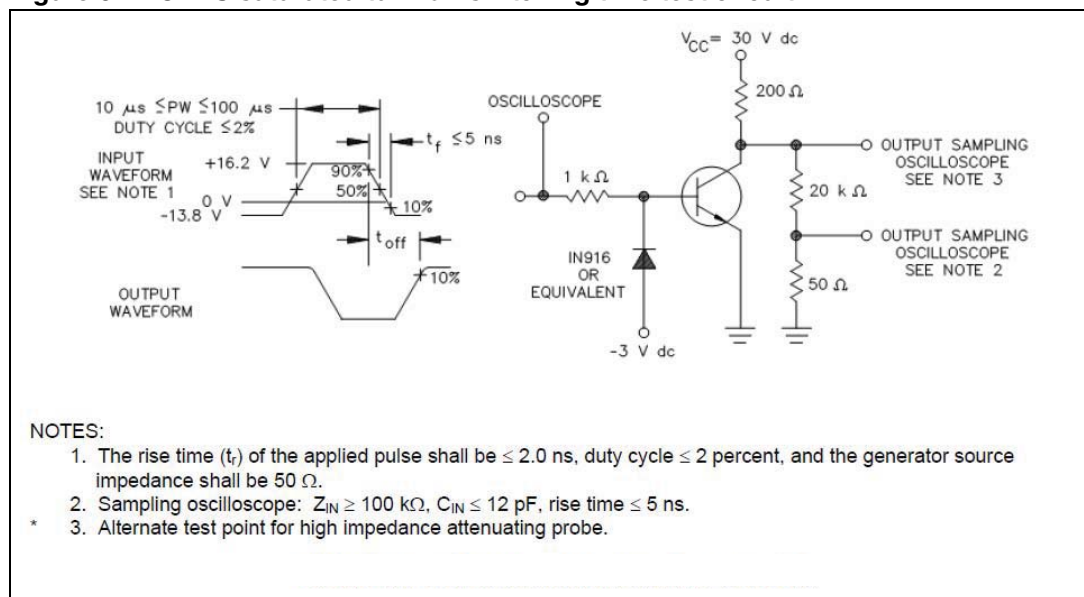 V_CC = 30 V dc
200 Ω
10 μs ≤PW ≤100 μs
DUTY CYCLE ≤2%
t_f ≤5 ns
OSCILLOSCOPE
INPUT
WAVEFORM
SEE NOTE 1
+16.2 V
0 V
-13.8 V
90%
50%
10%
t_off
10%
OUTPUT
WAVEFORM
1 kΩ
IN916
OR
EQUIVALENT
-3 V dc
OUTPUT SAMPLING
OSCILLOSCOPE
SEE NOTE 3
20 kΩ
OUTPUT SAMPLING
OSCILLOSCOPE
SEE NOTE 2
50 Ω
NOTES:
1. The rise time (t_r) of the applied pulse shall be ≤ 2.0 ns, duty cycle ≤ 2 percent, and the generator source
impedance shall be 50 Ω.
2. Sampling oscilloscope: Z_IN ≥ 100 kΩ, C_IN ≤ 12 pF, rise time ≤ 5 ns.
* 3. Alternate test point for high impedance attenuating probe.